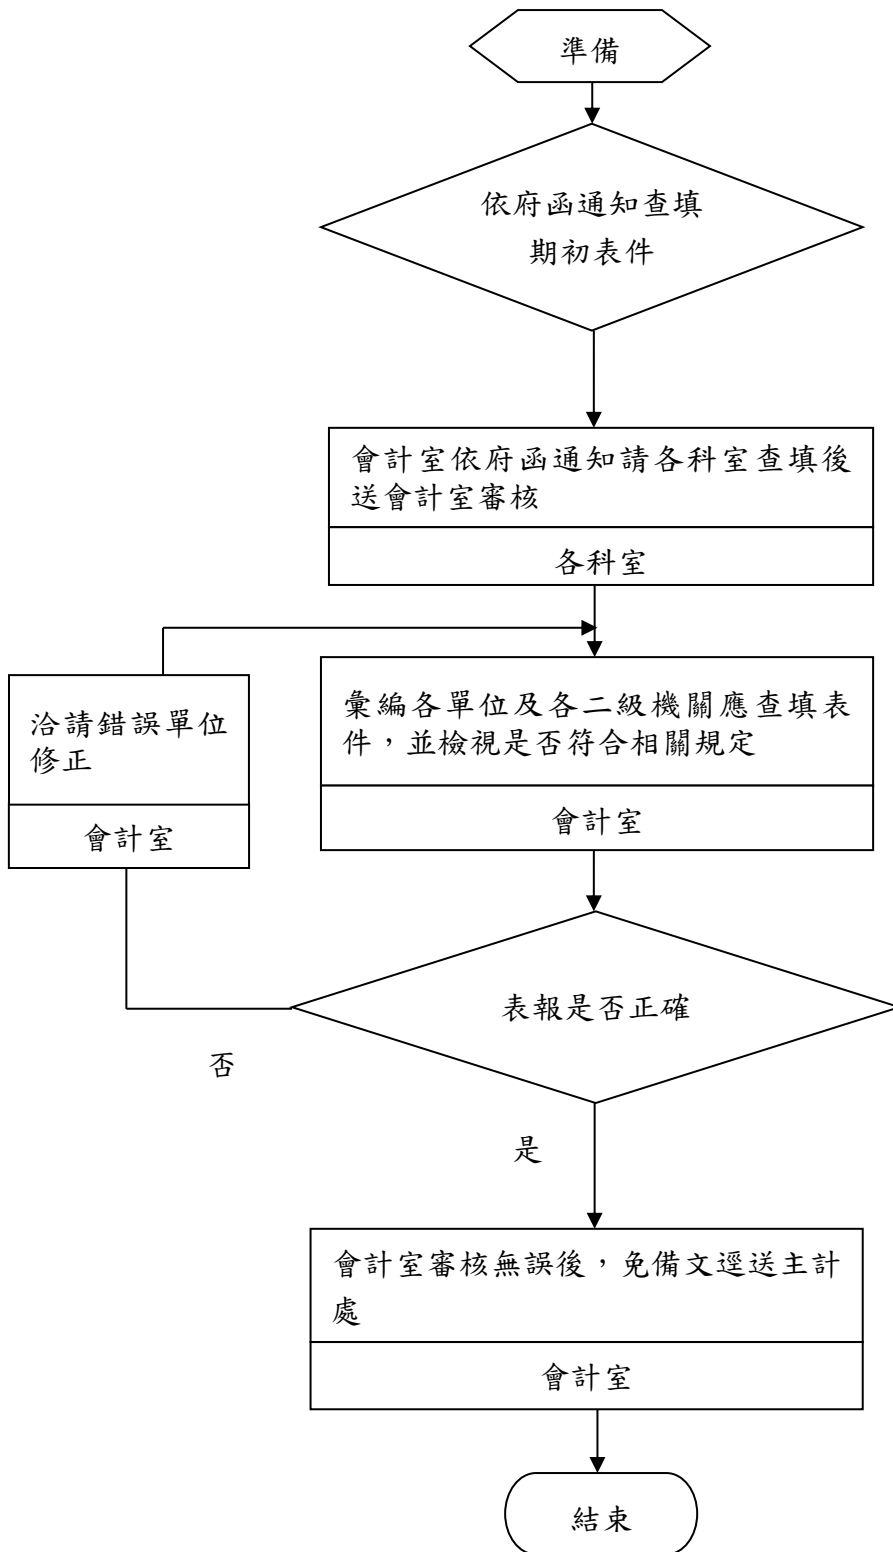 準備
依府函通知查填
期初表件
會計室依府函通知請各科室查填後
送會計室審核
各科室
洽請錯誤單位
修正
會計室
彙編各單位及各二級機關應查填表
件，並檢視是否符合相關規定
會計室
表報是否正確
否
是
會計室審核無誤後，免備文逕送主計
處
會計室
結束